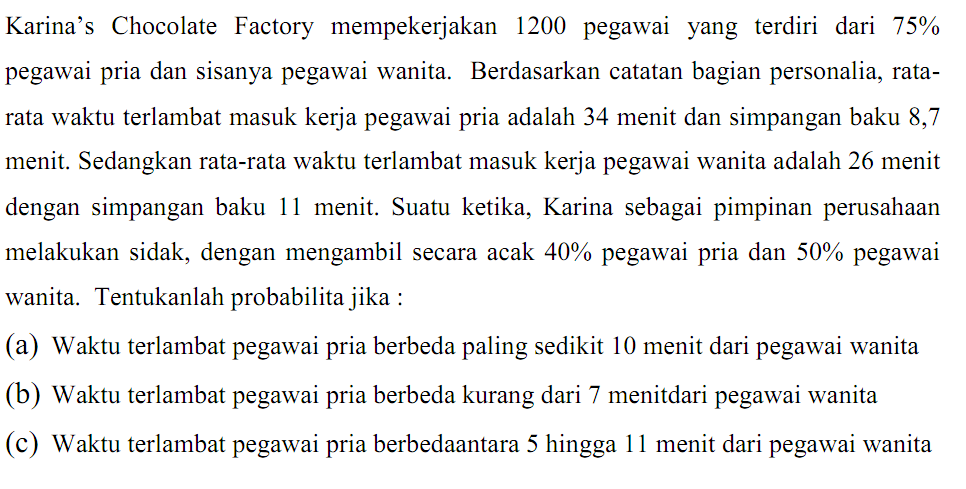 Karina’s Chocolate Factory mempekerjakan 1200 pegawai yang terdiri dari 75%
pegawai pria dan sisanya pegawai wanita. Berdasarkan catatan bagian personalia, rata-
rata waktu terlambat masuk kerja pegawai pria adalah 34 menit dan simpangan baku 8,7
menit. Sedangkan rata-rata waktu terlambat masuk kerja pegawai wanita adalah 26 menit
dengan simpangan baku 11 menit. Suatu ketika, Karina sebagai pimpinan perusahaan
melakukan sidak, dengan mengambil secara acak 40% pegawai pria dan 50% pegawai
wanita. Tentukanlah probabilita jika :
(a) Waktu terlambat pegawai pria berbeda paling sedikit 10 menit dari pegawai wanita
(b) Waktu terlambat pegawai pria berbeda kurang dari 7 menitdari pegawai wanita
(c) Waktu terlambat pegawai pria berbedaantara 5 hingga 11 menit dari pegawai wanita